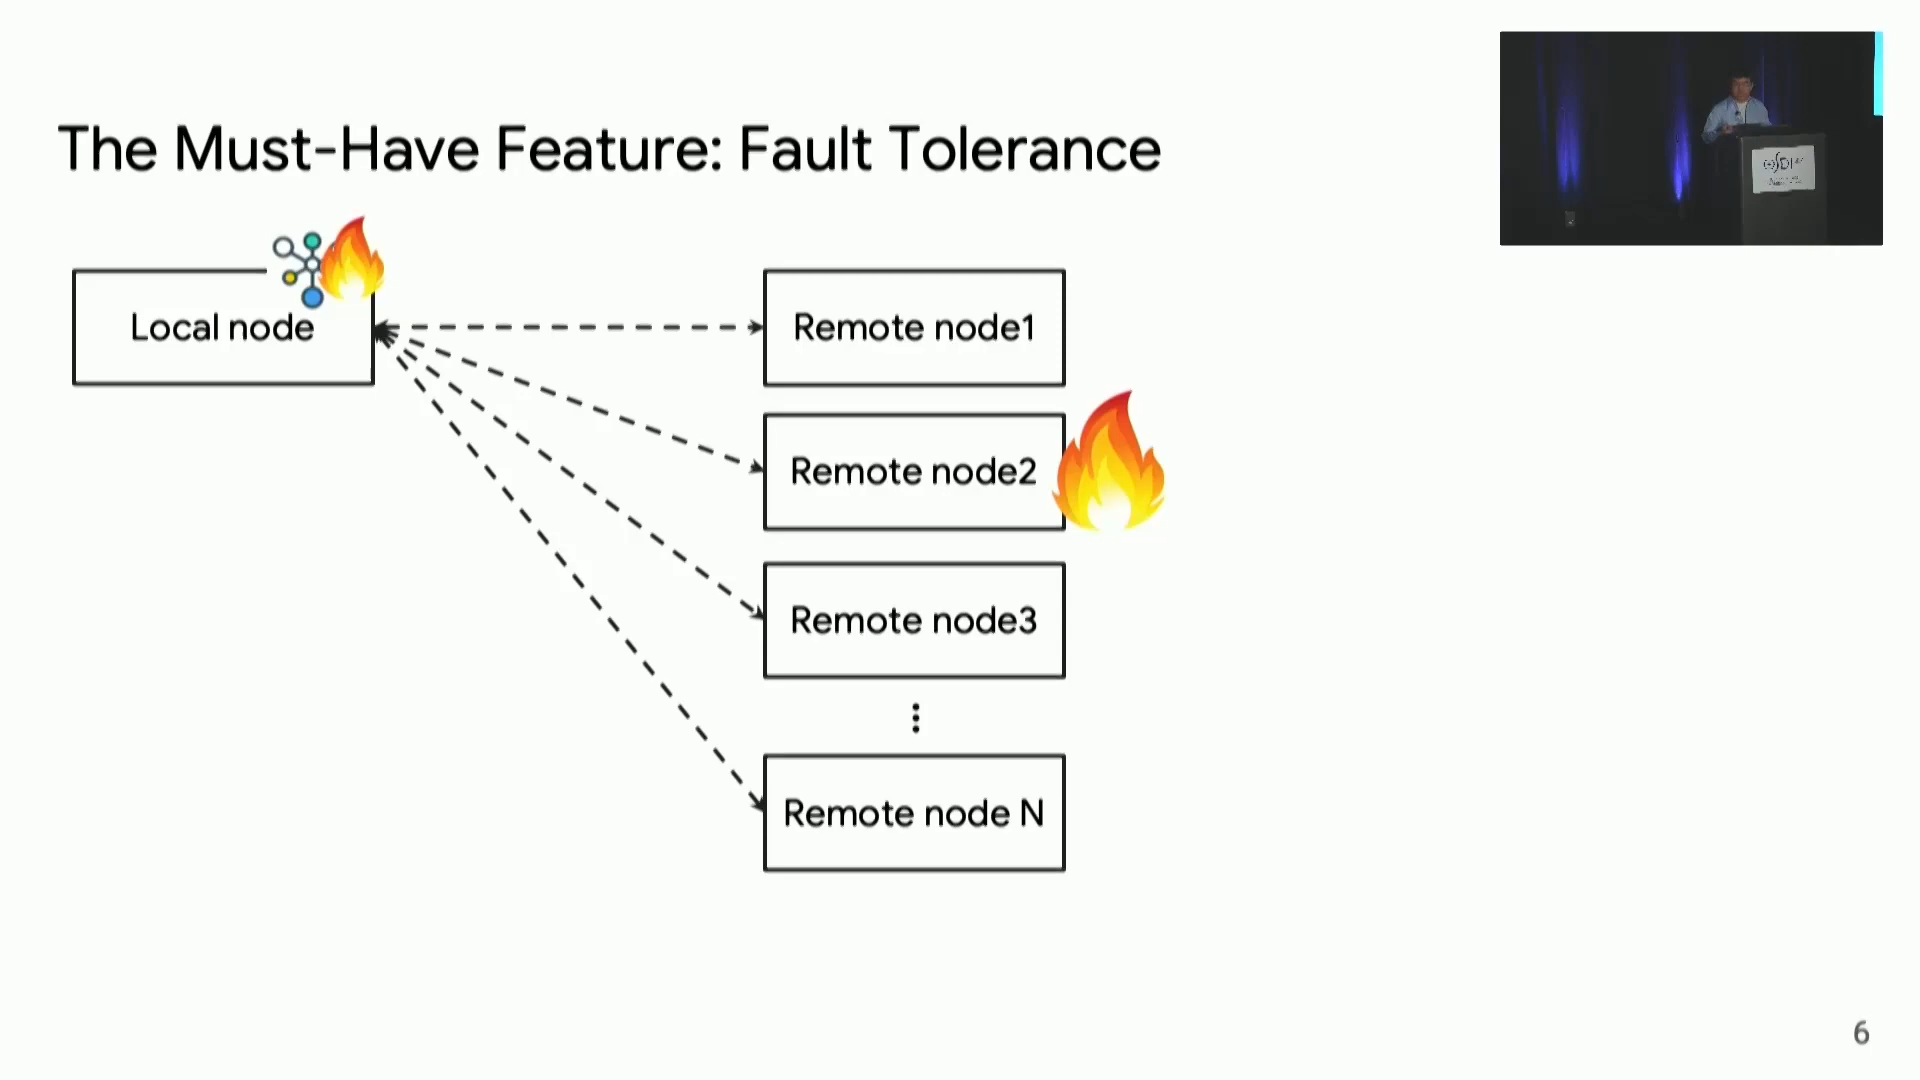 The Must-Have Feature: Fault Tolerance
Local node
Remote node1
Remote node2
Remote node3
Remote node N
6